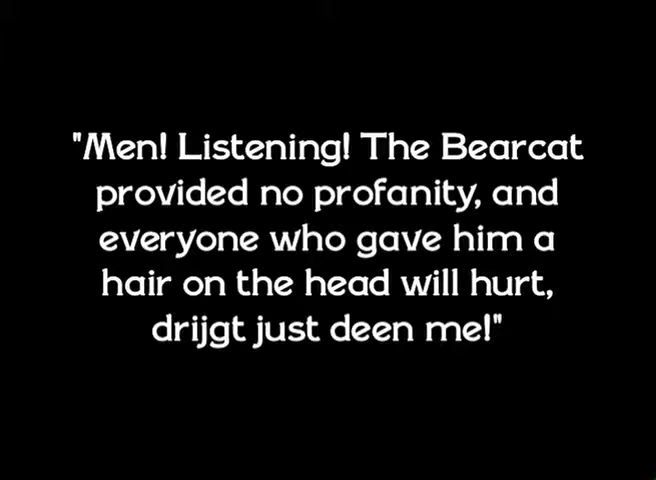 "Men! Listening! The Bearcat
provided no profanity, and
everyone who gave him a
hair on the head will hurt,
drijgt just deen me!"